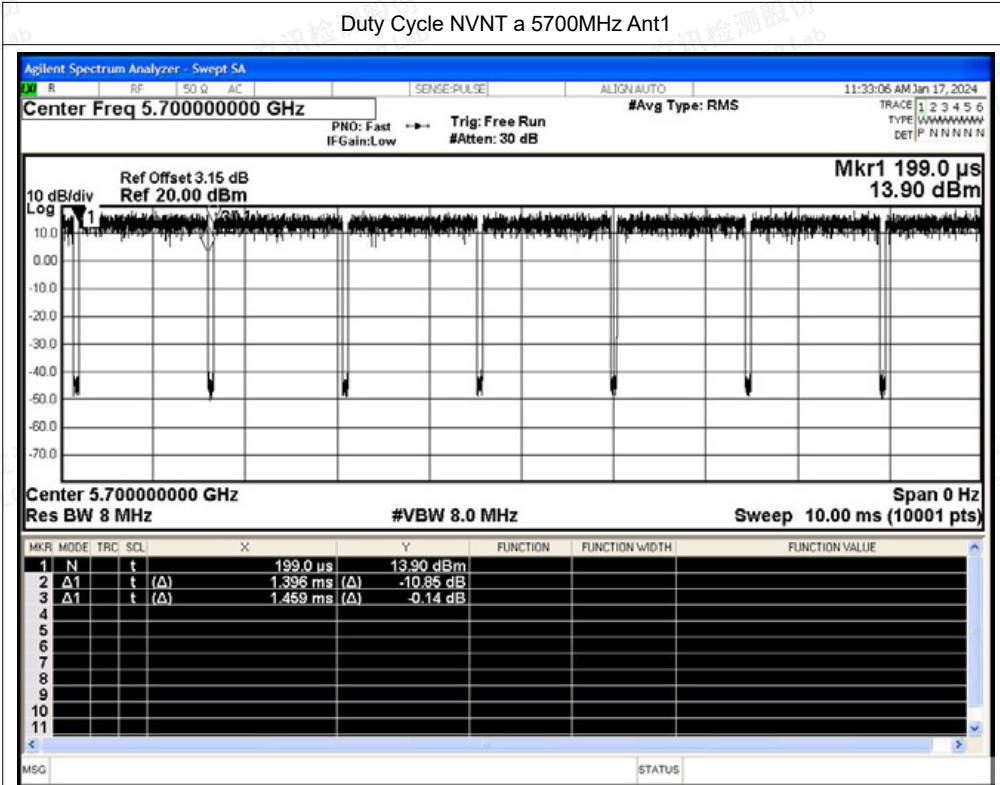 Duty Cycle NVNT a 5700MHz Ant1
Agilent Spectrum Analyzer - Swept SA
R RF 50 Ω AC SENSE:PULSE ALIGN AUTO 11:33:06 AM Jan 17, 2024
Center Freq 5.700000000 GHz #Avg Type: RMS TRACE 1 2 3 4 5 6
PNO: Fast Trig: Free Run TYPE
IFGain:Low #Atten: 30 dB DET P N N N N N
Mkr1 199.0 µs
Ref Offset 3.15 dB
10 dB/div Ref 20.00 dBm 13.90 dBm
Log
1
10.0
0.00
-10.0
-20.0
-30.0
-40.0
-50.0
-60.0
-70.0
Center 5.700000000 GHz Span 0 Hz
Res BW 8 MHz #VBW 8.0 MHz Sweep 10.00 ms (10001 pts)
MKR MODE TRC SCL X Y FUNCTION FUNCTION WIDTH FUNCTION VALUE
1 N t 199.0 µs 13.90 dBm
2 Δ1 t (Δ) 1.396 ms (Δ) -10.85 dB
3 Δ1 t (Δ) 1.459 ms (Δ) -0.14 dB
4
5
6
7
8
9
10
11
MSG STATUS